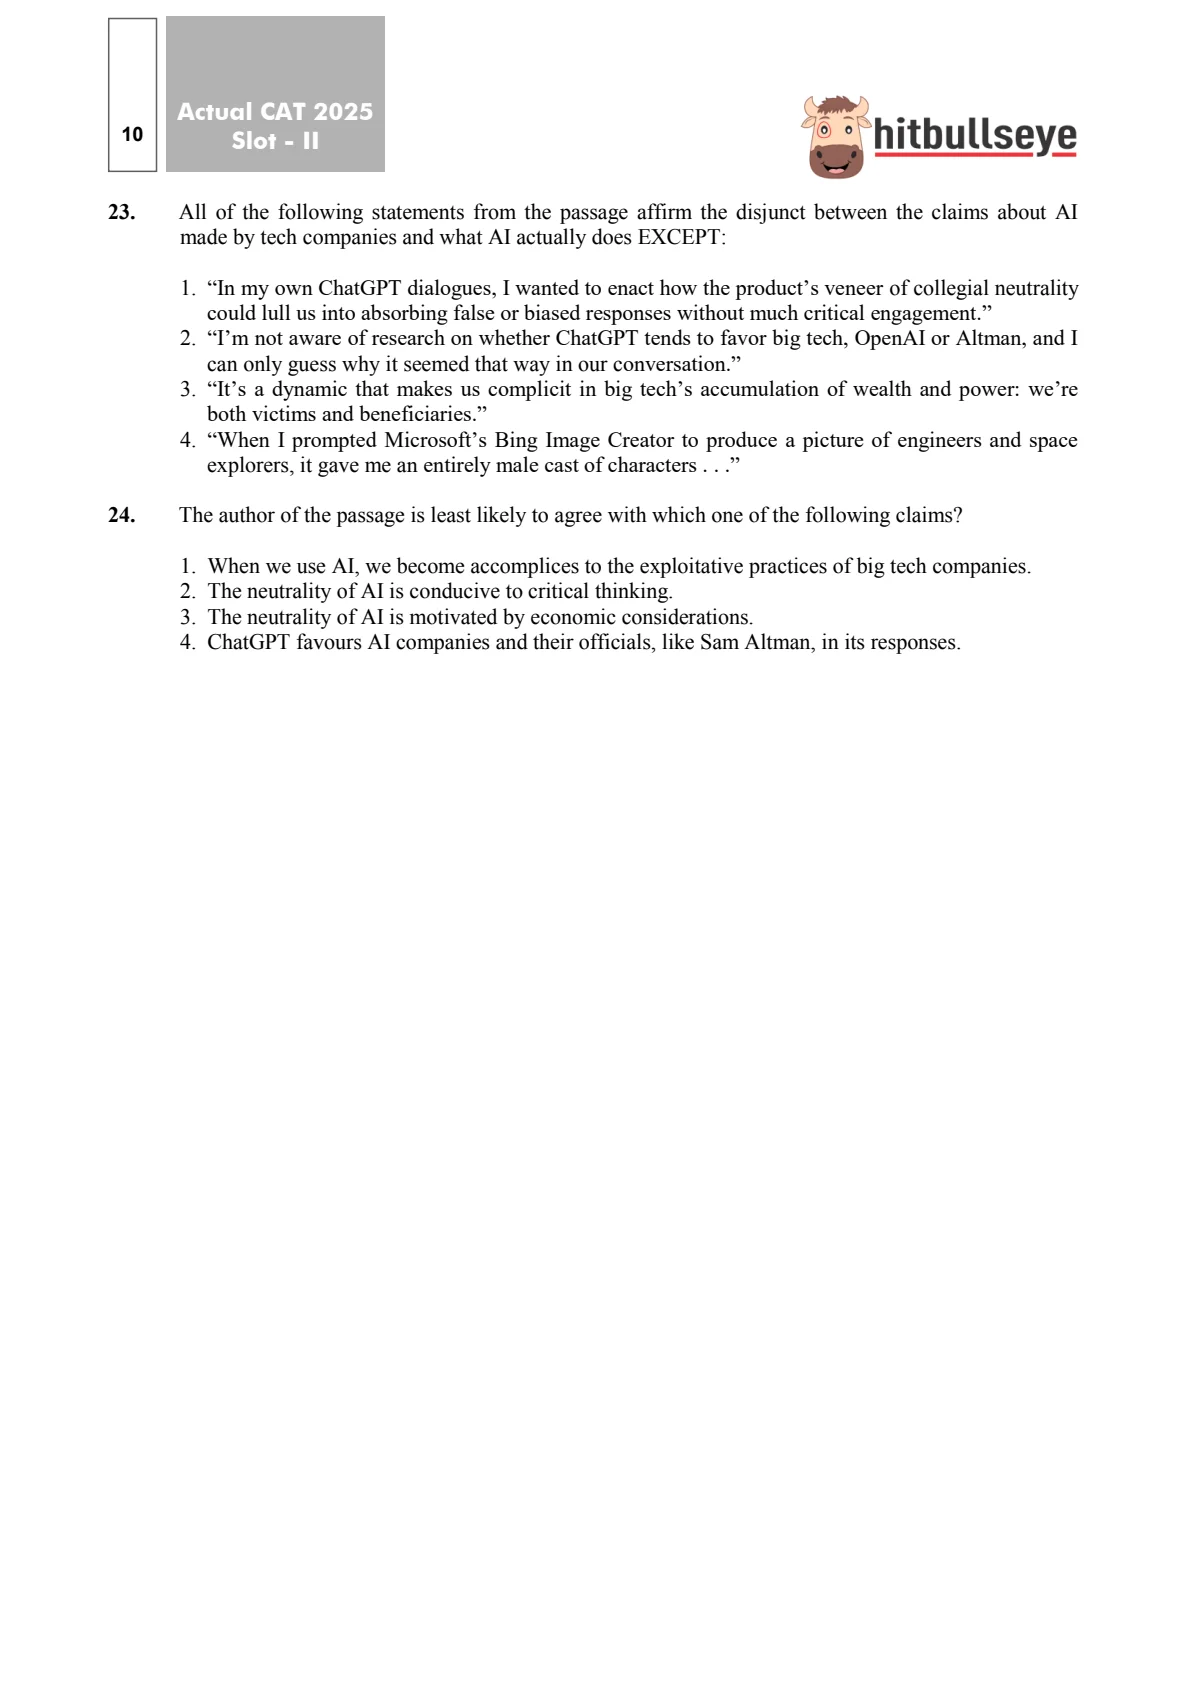 10
Actual CAT 2025
Slot - II
hitbullseye
23. All of the following statements from the passage affirm the disjunct between the claims about AI
made by tech companies and what AI actually does EXCEPT:
1. “In my own ChatGPT dialogues, I wanted to enact how the product’s veneer of collegial neutrality
could lull us into absorbing false or biased responses without much critical engagement.”
2. “I’m not aware of research on whether ChatGPT tends to favor big tech, OpenAI or Altman, and I
can only guess why it seemed that way in our conversation.”
3. “It’s a dynamic that makes us complicit in big tech’s accumulation of wealth and power: we’re
both victims and beneficiaries.”
4. “When I prompted Microsoft’s Bing Image Creator to produce a picture of engineers and space
explorers, it gave me an entirely male cast of characters . . .”
24. The author of the passage is least likely to agree with which one of the following claims?
1. When we use AI, we become accomplices to the exploitative practices of big tech companies.
2. The neutrality of AI is conducive to critical thinking.
3. The neutrality of AI is motivated by economic considerations.
4. ChatGPT favours AI companies and their officials, like Sam Altman, in its responses.